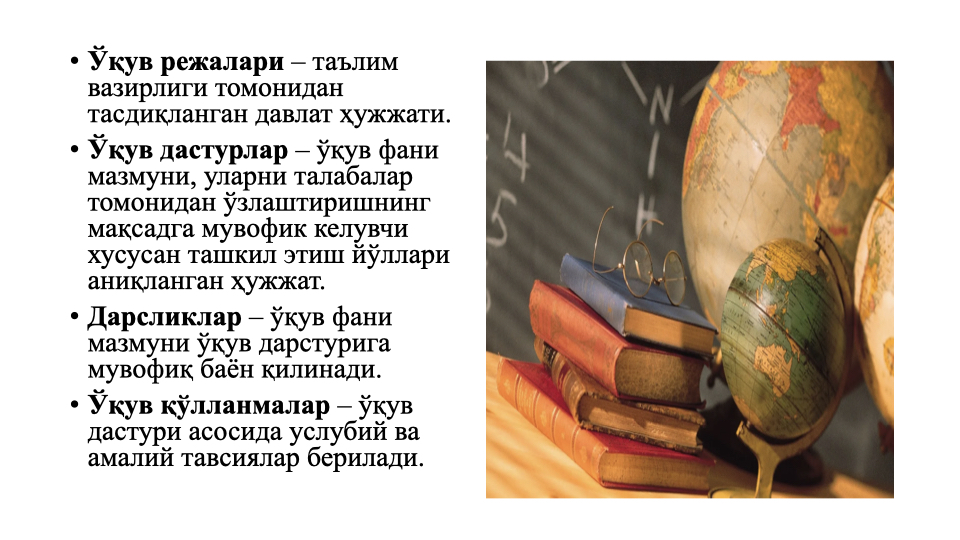 • Ўқув режалари – таълим
вазирлиги томонидан
тасдиқланган давлат ҳужжати.
• Ўқув дастурлар – ўқув фани
мазмуни, уларни талабалар
томонидан ўзлаштиришнинг
мақсадга мувофик келувчи
хусусан ташкил этиш йўллари
аниқланган ҳужжат.
• Дарсликлар – ўқув фани
мазмуни ўқув дарстурига
мувофиқ баён қилинади.
• Ўқув қўлланмалар – ўқув
дастури асосида услубий ва
амалий тавсиялар берилади.